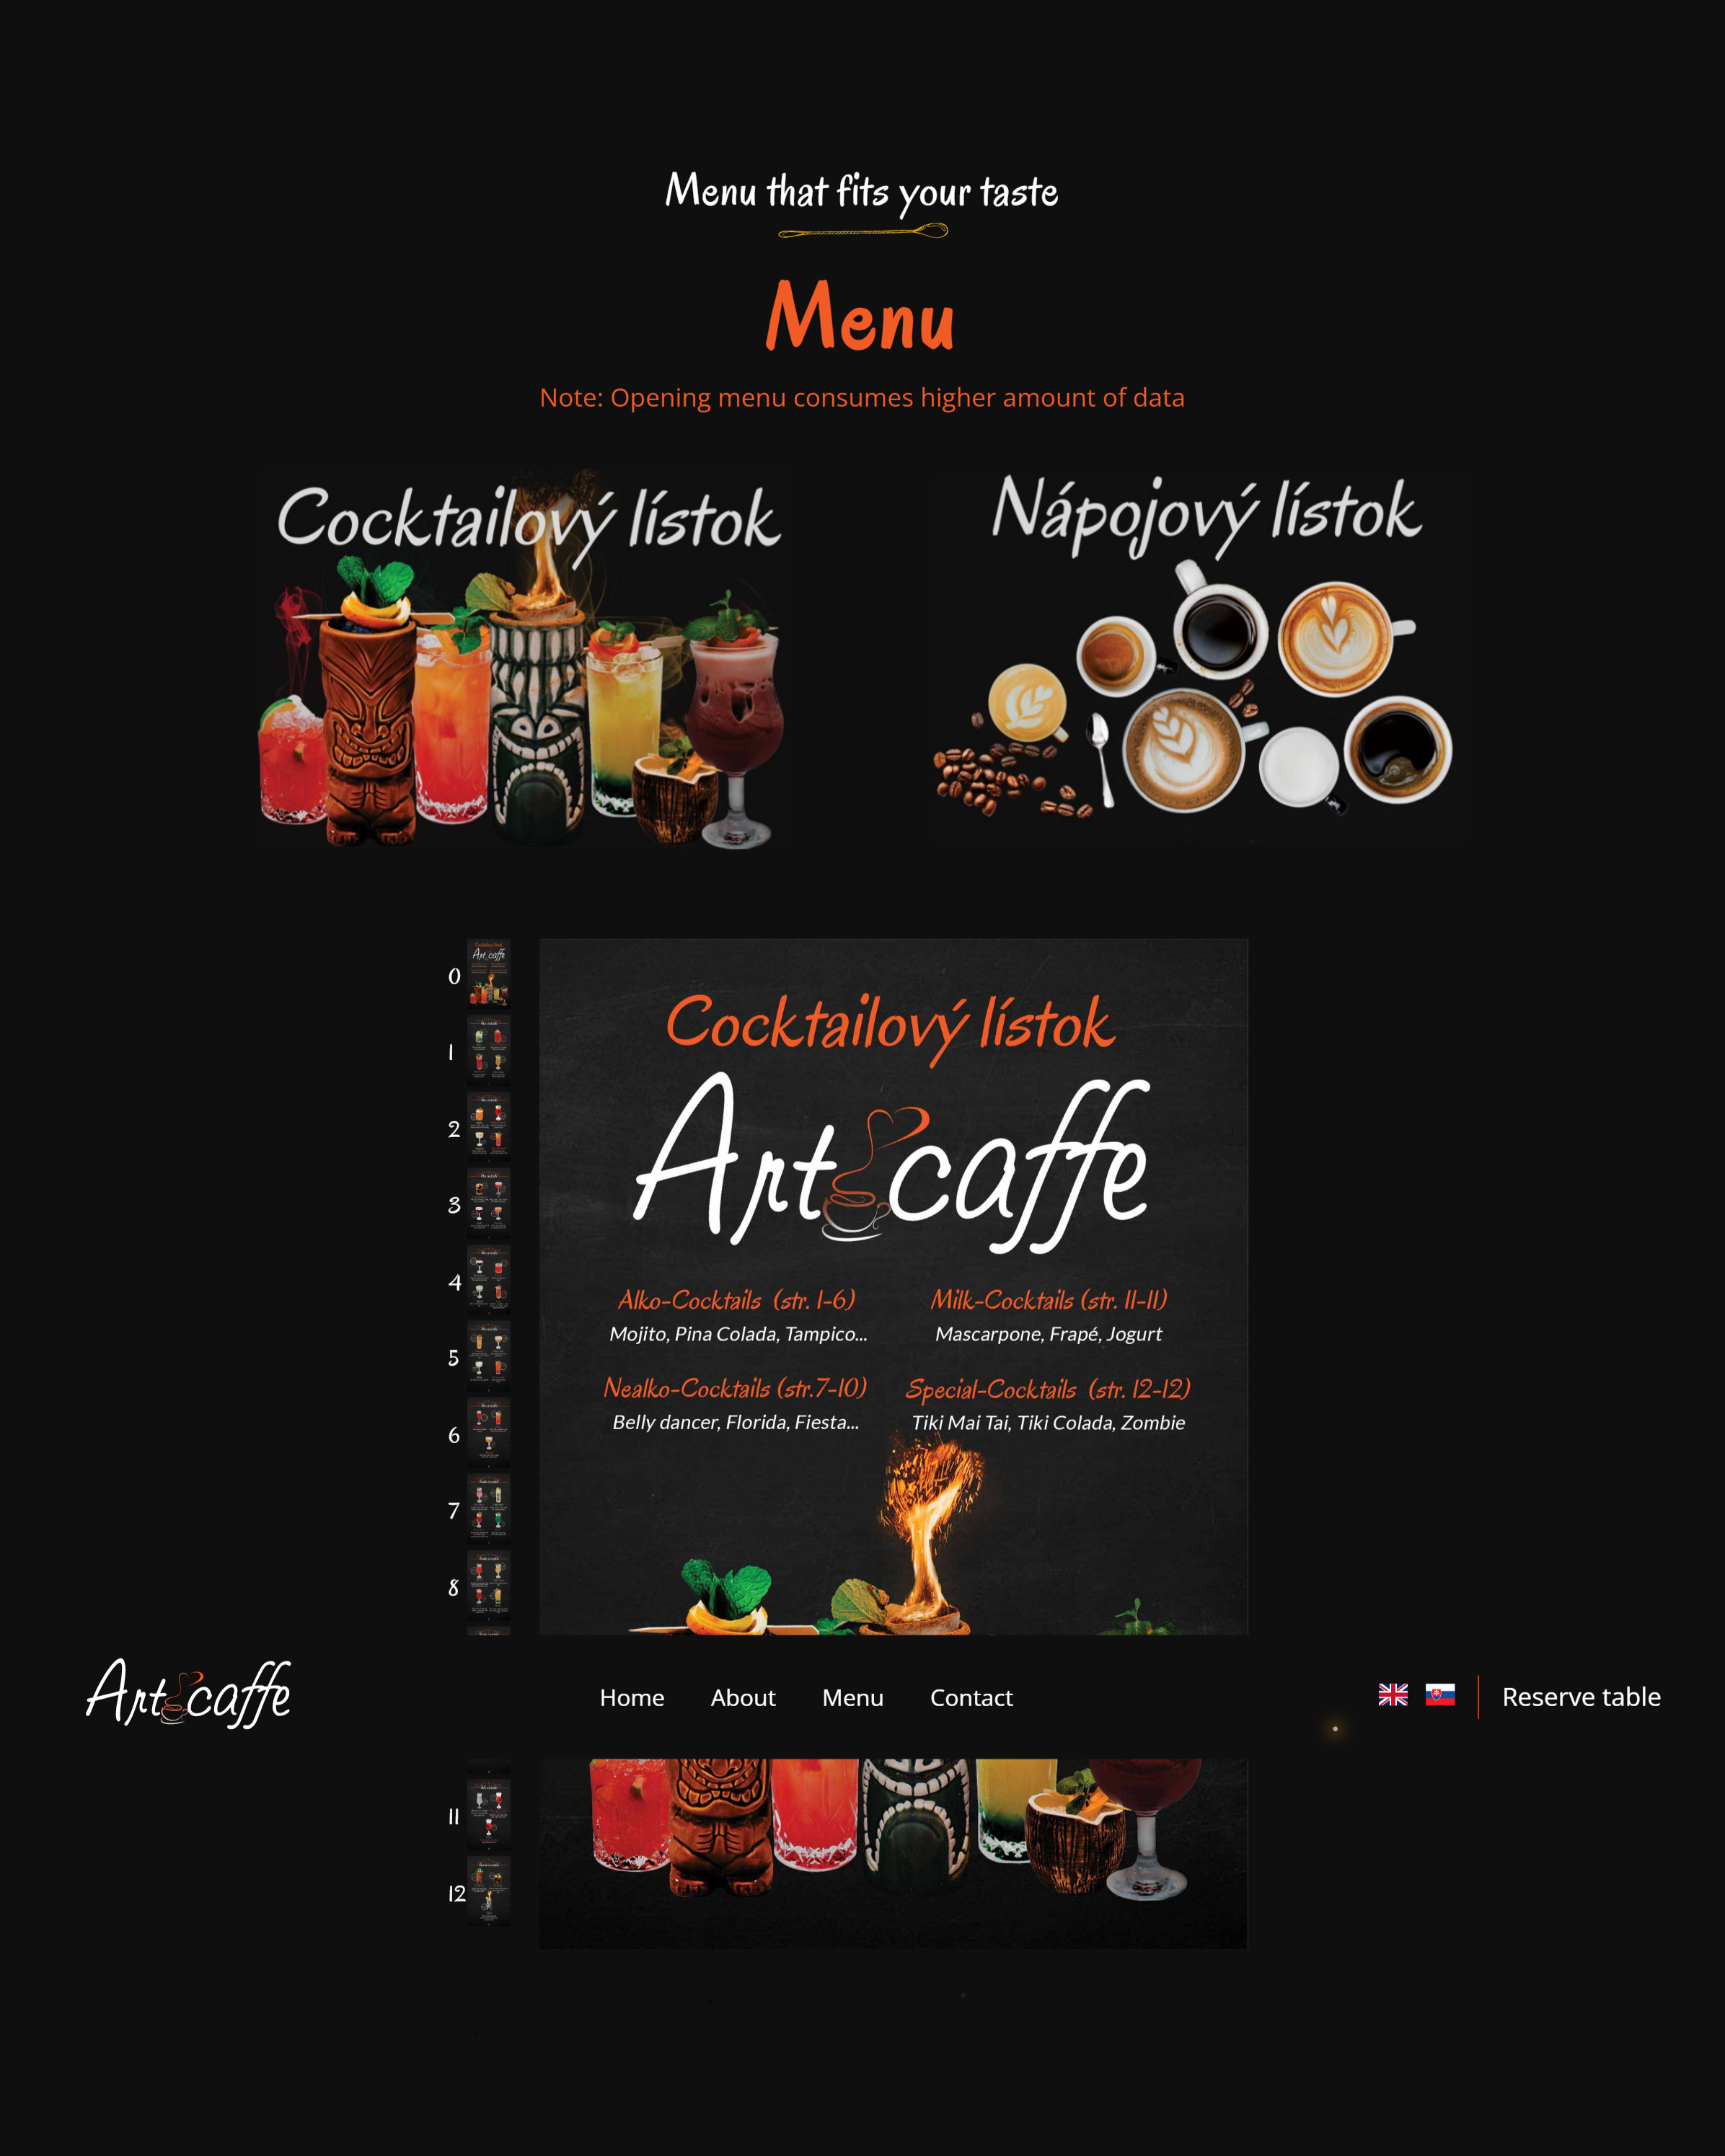 Menu that fits your taste
Menu
Note: Opening menu consumes higher amount of data
Cocktailový lístok
Nápojový lístok
0
1
2
3
4
5
6
7
8
Cocktailový lístok
Art caffe
Alko-Cocktails (str. 1-6)
Mojito, Pina Colada, Tampico...
Milk-Cocktails (str. 11-11)
Mascarpone, Frapé, Jogurt
Nealko-Cocktails (str.7-10)
Belly dancer, Florida, Fiesta...
Special-Cocktails (str. 12-12)
Tiki Mai Tai, Tiki Colada, Zombie
Art caffe
Home About Menu Contact
Reserve table
11
12